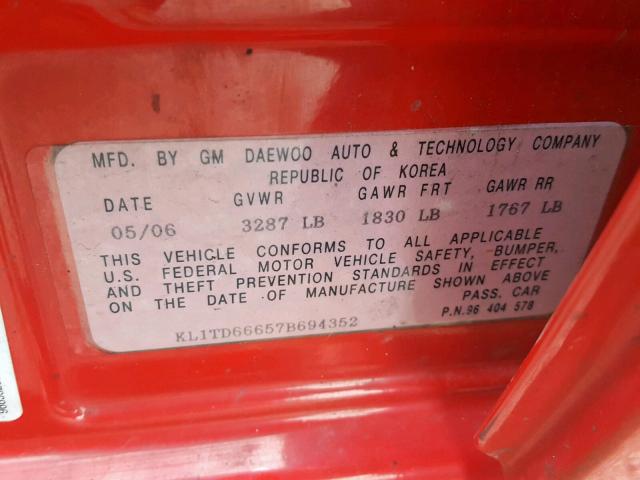 MFD. BY GM DAEWOO AUTO & TECHNOLOGY COMPANY
REPUBLIC OF KOREA
DATE GVWR GAWR FRT GAWR RR
05/06 3287 LB 1830 LB 1767 LB
THIS VEHICLE CONFORMS TO ALL APPLICABLE
U.S. FEDERAL MOTOR VEHICLE SAFETY, BUMPER,
AND THEFT PREVENTION STANDARDS IN EFFECT
ON THE DATE OF MANUFACTURE SHOWN ABOVE
PASS. CAR
P.N.96 404 578
KL1TD66657B694352